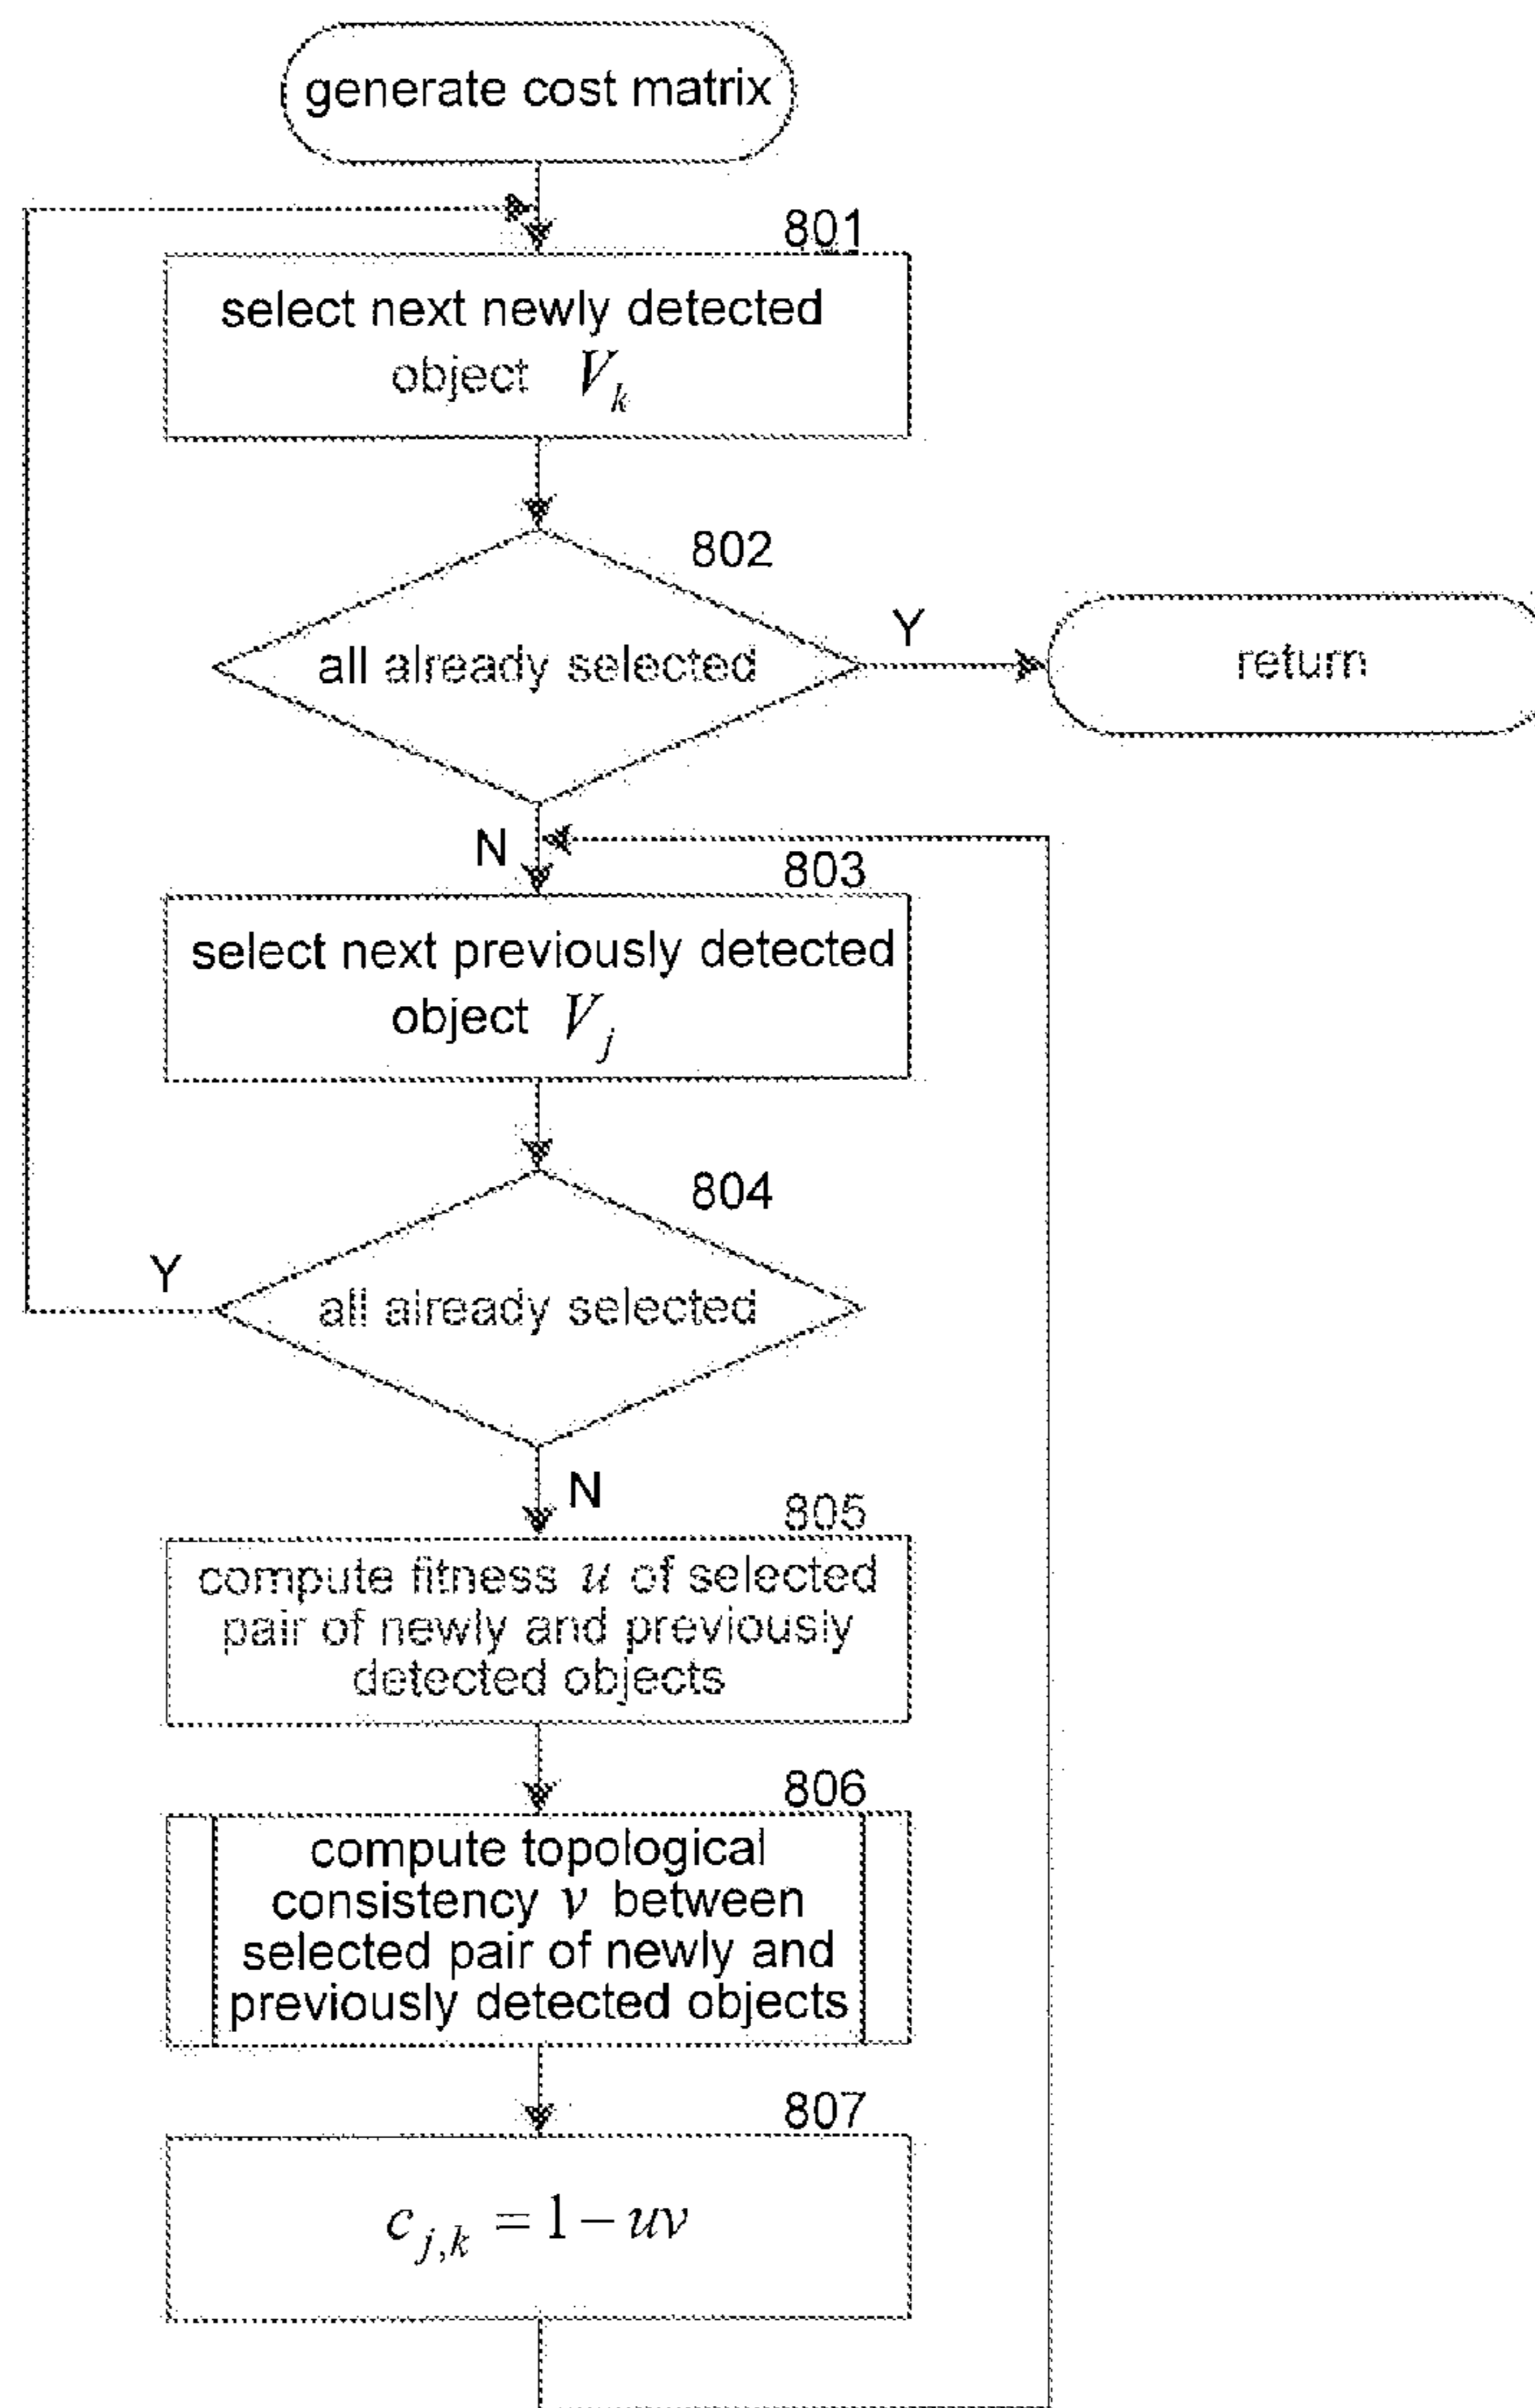 generate cost matrix
801
select next newly detected
object V_k
802
all already selected
Y
return
N
803
select next previously detected
object V_j
804
Y
all already selected
N
805
compute fitness u of selected
pair of newly and previously
detected objects
806
compute topological
consistency v between
selected pair of newly and
previously detected objects
807
c_{j,k} = 1 - uv